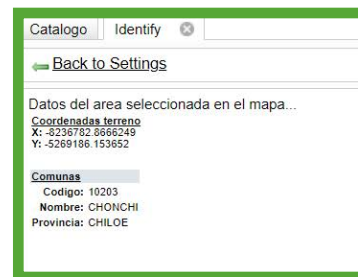 Catalogo Identify
Back to Settings
Datos del area seleccionada en el mapa...
Coordenadas terreno
X: -8236782.8666249
Y: -5269186.153652
Comunas
Codigo: 10203
Nombre: CHONCHI
Provincia: CHILOE